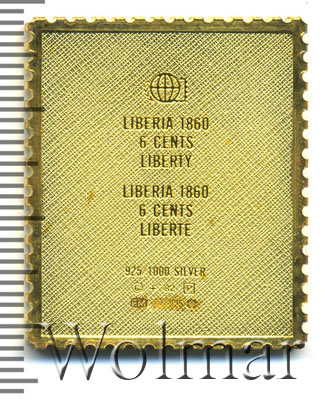 LIBERIA 1860
6 CENTS
LIBERTY
LIBERIA 1860
6 CENTS
LIBERTE
925 1000 SILVER
Wolmar